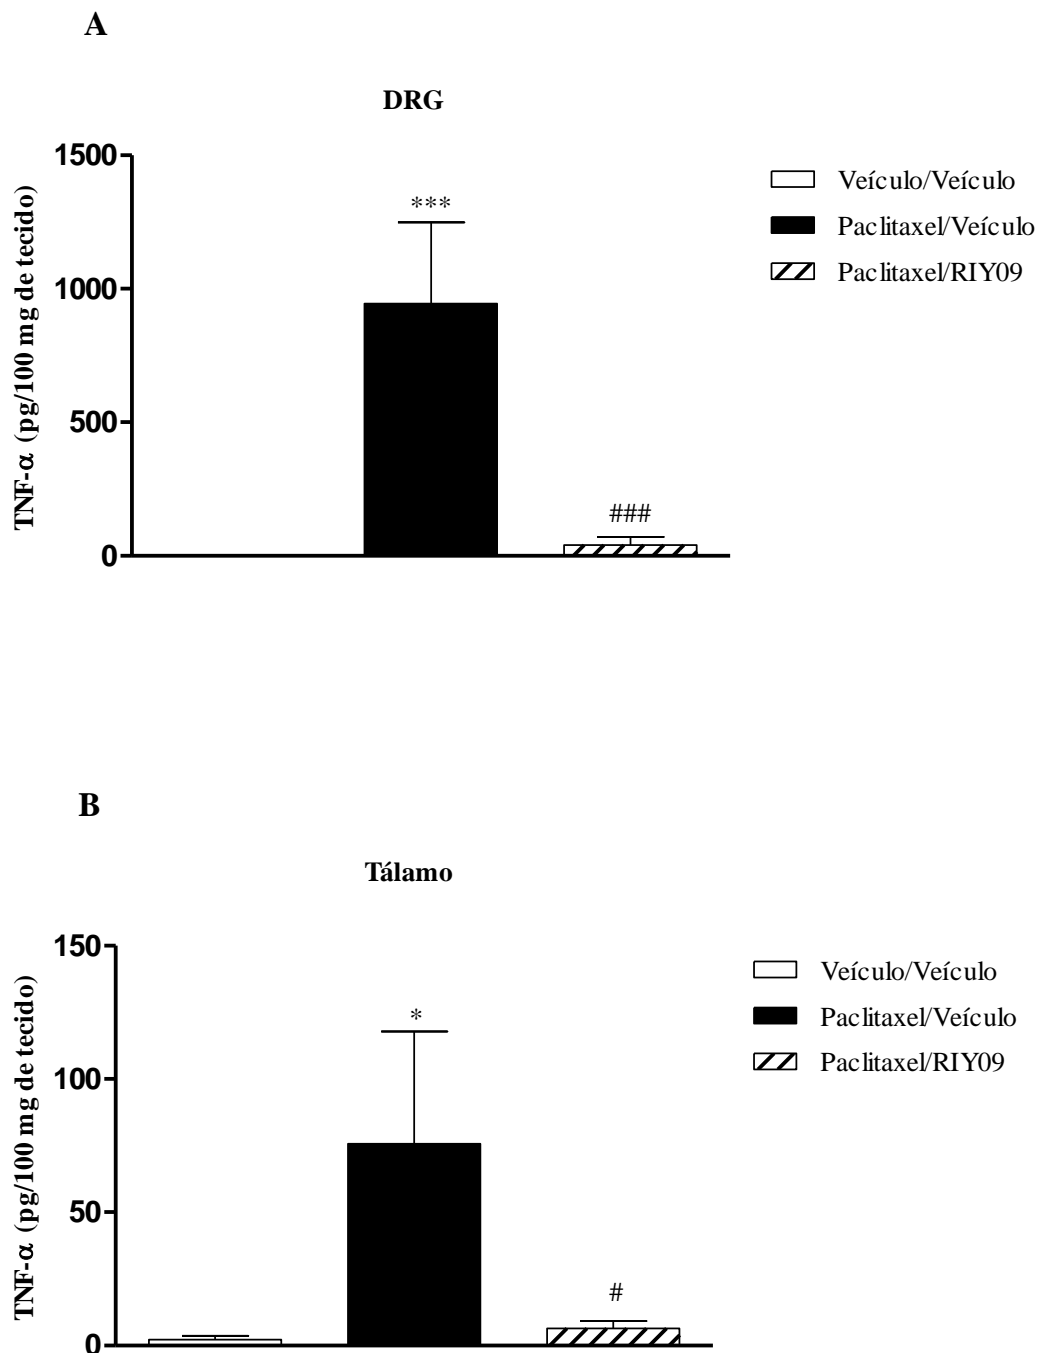 A
DRG
TNF-α (pg/100 mg de tecido)
1500
1000
500
0
***
###
Veículo/Veículo
Paclitaxel/Veículo
Paclitaxel/RIY09
B
Tálamo
TNF-α (pg/100 mg de tecido)
150
100
50
0
*
#
Veículo/Veículo
Paclitaxel/Veículo
Paclitaxel/RIY09